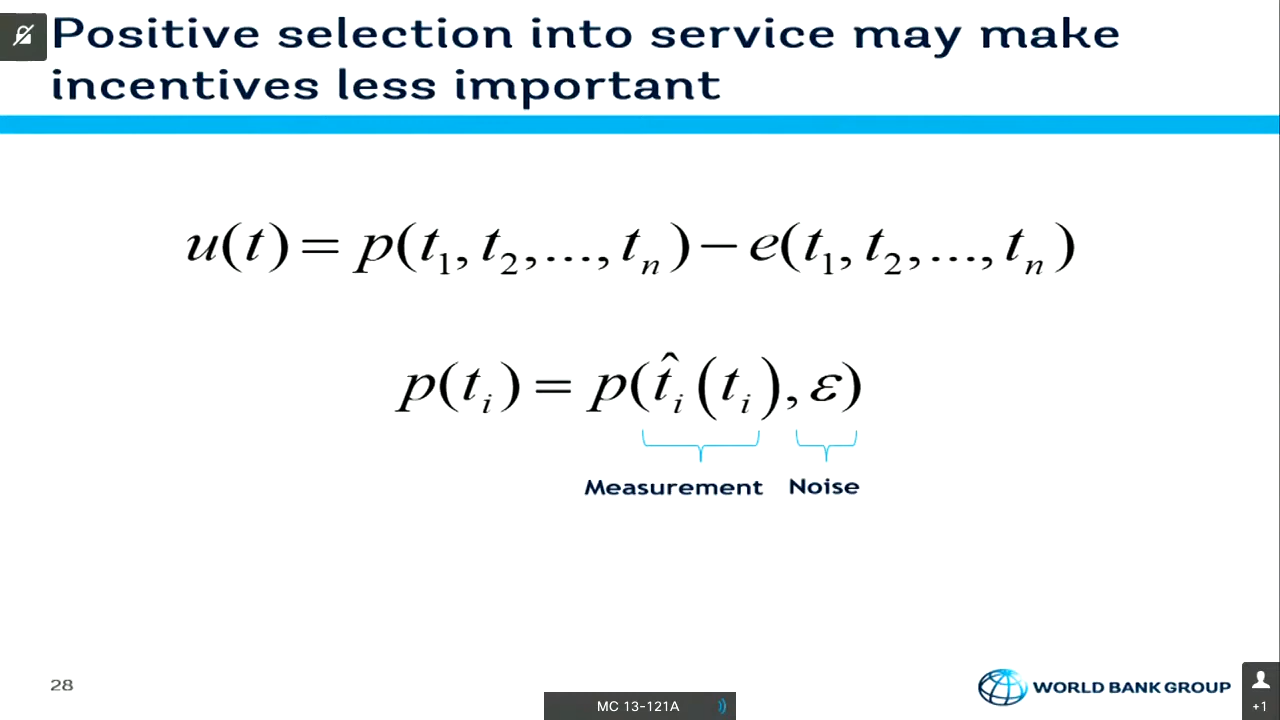 Positive selection into service may make
incentives less important
u(t) = p(t₁, t₂, ..., tₙ) − e(t₁, t₂, ..., tₙ)
p(tᵢ) = p(t̂ᵢ(tᵢ), ε)
Measurement Noise
28
WORLD BANK GROUP
MC 13-121A
+1